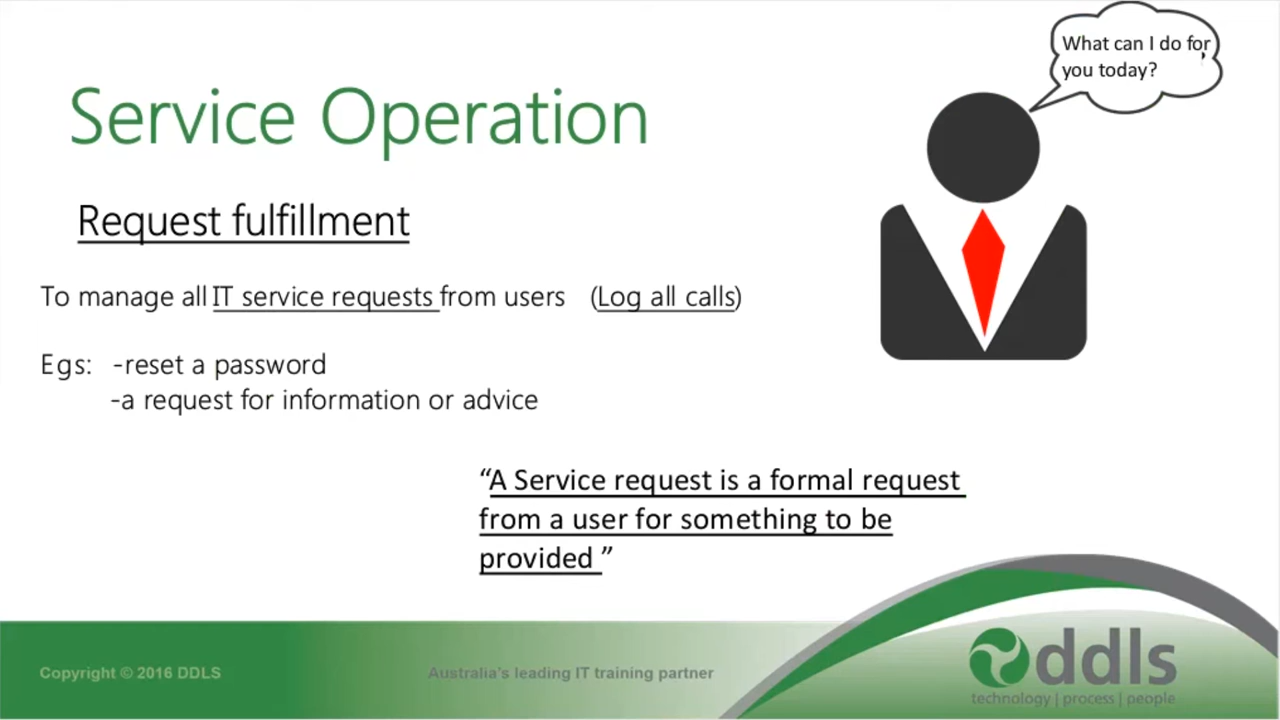 What can I do for
you today?
Service Operation
Request fulfillment
To manage all IT service requests from users (Log all calls)
Egs: -reset a password
-a request for information or advice
“A Service request is a formal request
from a user for something to be
provided ”
Copyright © 2016 DDLS
Australia's leading IT training partner
ddls
technology | process | people